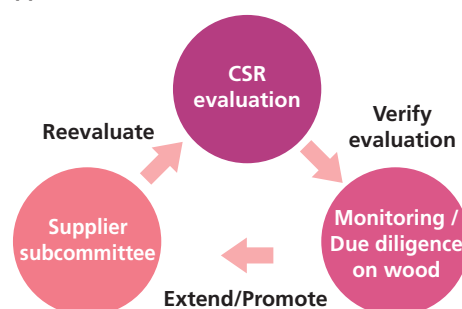 CSR
evaluation
Verify
evaluation
Monitoring /
Due diligence
on wood
Extend/Promote
Supplier
subcommittee
Reevaluate